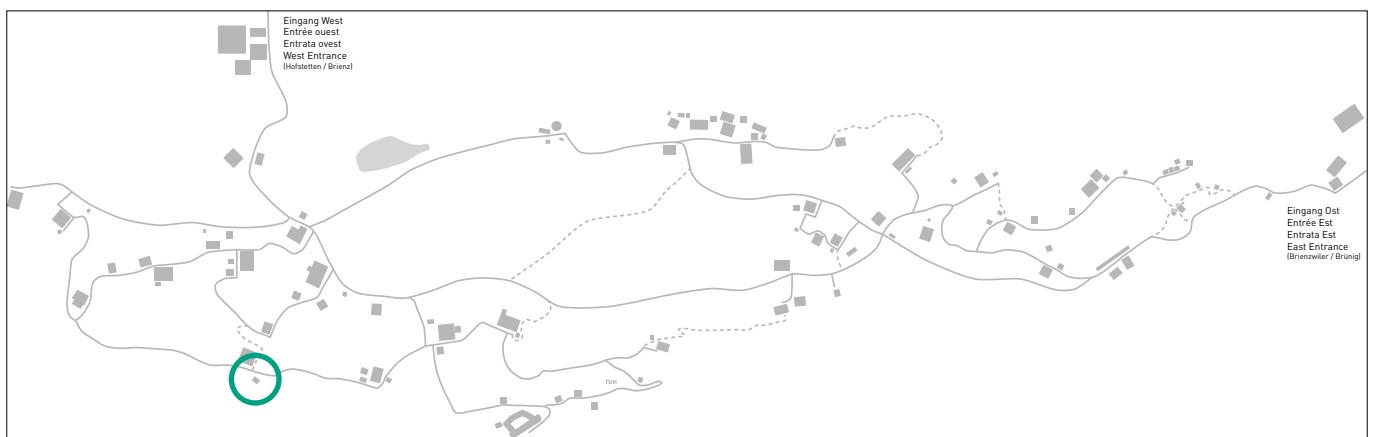 Eingang West
Entrée ouest
Entrata ovest
West Entrance
(Hofstetten / Brienz)
Eingang Ost
Entrée Est
Entrata Est
East Entrance
(Brienzwiler / Brünig)